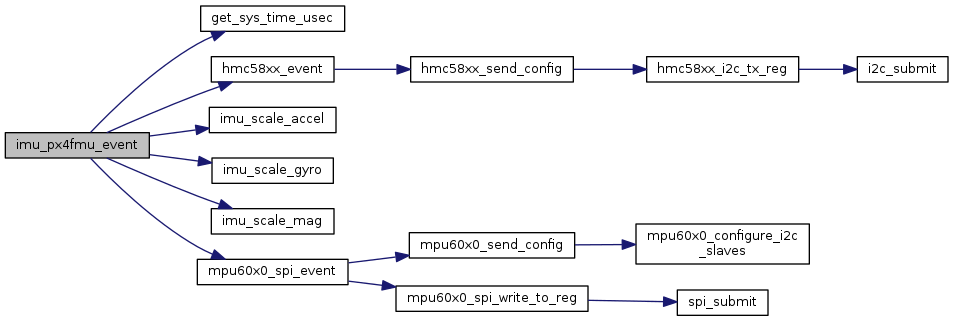 get_sys_time_usec
hmc58xx_event
hmc58xx_send_config
hmc58xx_i2c_tx_reg
i2c_submit
imu_scale_accel
imu_px4fmu_event
imu_scale_gyro
imu_scale_mag
mpu60x0_spi_event
mpu60x0_send_config
mpu60x0_configure_i2c
_slaves
mpu60x0_spi_write_to_reg
spi_submit